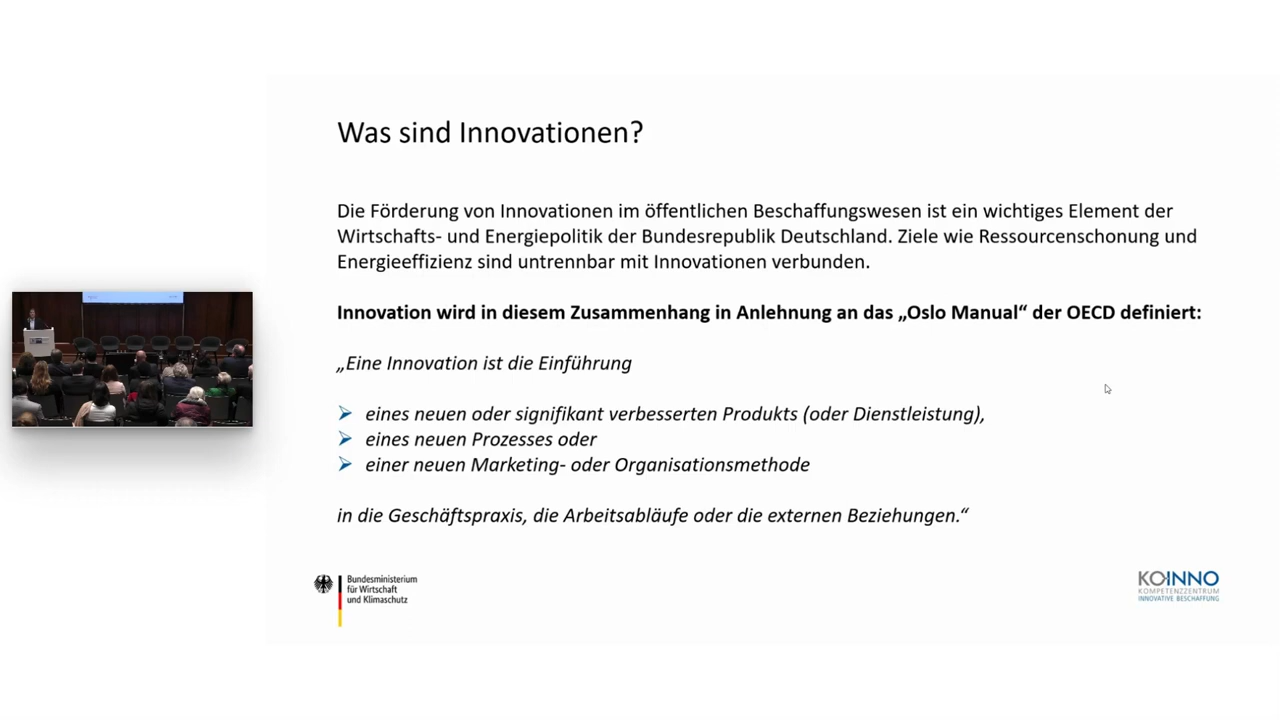 Was sind Innovationen?
Die Förderung von Innovationen im öffentlichen Beschaffungswesen ist ein wichtiges Element der
Wirtschafts- und Energiepolitik der Bundesrepublik Deutschland. Ziele wie Ressourcenschonung und
Energieeffizienz sind untrennbar mit Innovationen verbunden.
Innovation wird in diesem Zusammenhang in Anlehnung an das „Oslo Manual“ der OECD definiert:
„Eine Innovation ist die Einführung
eines neuen oder signifikant verbesserten Produkts (oder Dienstleistung),
eines neuen Prozesses oder
einer neuen Marketing- oder Organisationsmethode
in die Geschäftspraxis, die Arbeitsabläufe oder die externen Beziehungen.“
Bundesministerium
für Wirtschaft
und Klimaschutz
KOINNO
KOMPETENZZENTRUM
INNOVATIVE BESCHAFFUNG